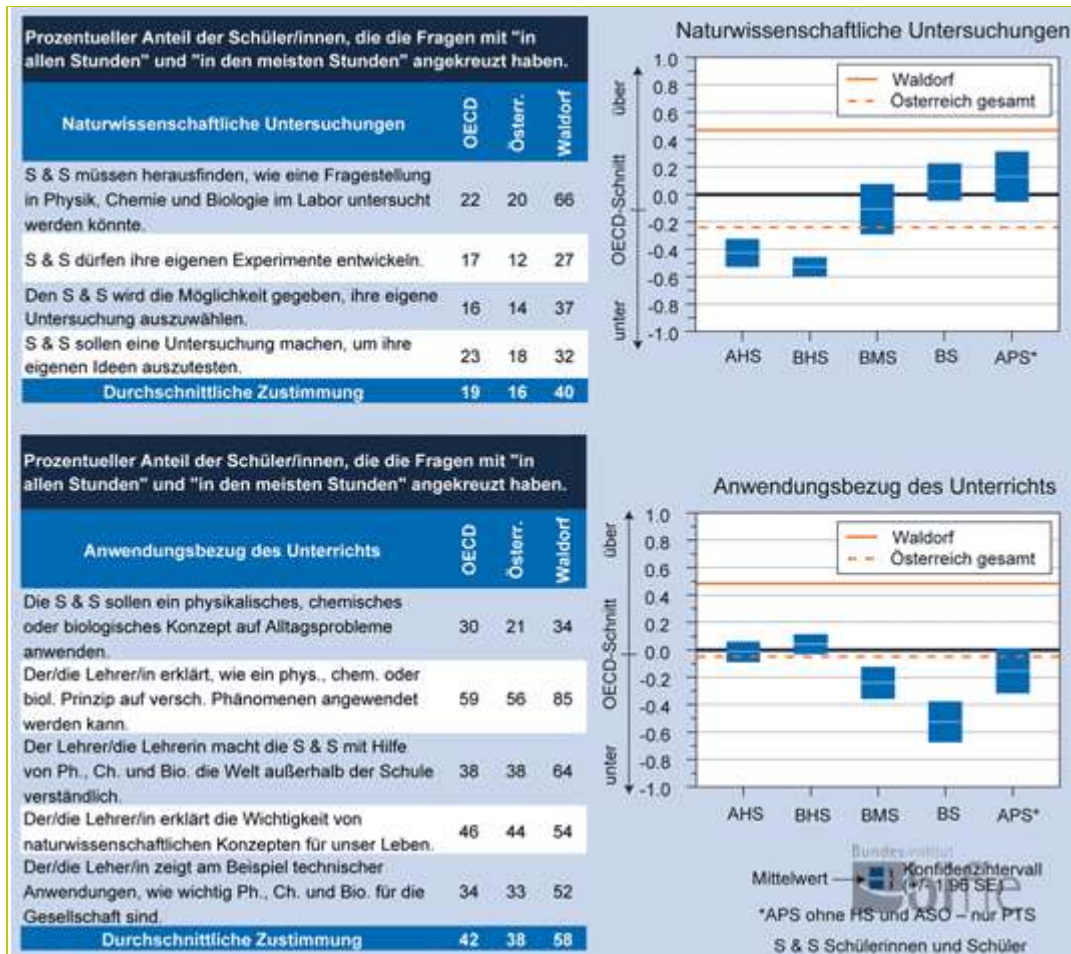 Prozentueller Anteil der Schüler/innen, die die Fragen mit "in
allen Stunden" und "in den meisten Stunden" angekreuzt haben.
Naturwissenschaftliche Untersuchungen OECD Österr. Waldorf
S & S müssen herausfinden, wie eine Fragestellung
in Physik, Chemie und Biologie im Labor untersucht 22 20 66
werden könnte.
S & S dürfen ihre eigenen Experimente entwickeln. 17 12 27
Den S & S wird die Möglichkeit gegeben, ihre eigene
Untersuchung auszuwählen. 16 14 37
S & S sollen eine Untersuchung machen, um ihre
eigenen Ideen auszutesten. 23 18 32
Durchschnittliche Zustimmung 19 16 40
Naturwissenschaftliche Untersuchungen
Waldorf
Österreich gesamt
über
OECD-Schnitt
unter
1.0
0.8
0.6
0.4
0.2
0.0
-0.2
-0.4
-0.6
-0.8
-1.0
AHS BHS BMS BS APS*
Prozentueller Anteil der Schüler/innen, die die Fragen mit "in
allen Stunden" und "in den meisten Stunden" angekreuzt haben.
Anwendungsbezug des Unterrichts OECD Österr. Waldorf
Die S & S sollen ein physikalisches, chemisches
oder biologisches Konzept auf Alltagsprobleme 30 21 34
anwenden.
Der/die Lehrer/in erklärt, wie ein phys., chem. oder
biol. Prinzip auf versch. Phänomenen angewendet 59 56 85
werden kann.
Der Lehrer/die Lehrerin macht die S & S mit Hilfe
von Ph., Ch. und Bio. die Welt außerhalb der Schule 38 38 64
verständlich.
Der/die Lehrer/in erklärt die Wichtigkeit von
naturwissenschaftlichen Konzepten für unser Leben. 46 44 54
Der/die Leher/in zeigt am Beispiel technischer
Anwendungen, wie wichtig Ph., Ch. und Bio. für die 34 33 52
Gesellschaft sind.
Durchschnittliche Zustimmung 42 38 58
Anwendungsbezug des Unterrichts
Waldorf
Österreich gesamt
über
OECD-Schnitt
unter
1.0
0.8
0.6
0.4
0.2
0.0
-0.2
-0.4
-0.6
-0.8
-1.0
AHS BHS BMS BS APS*
Bundesinstitut
bifie
Mittelwert
Konfidenzintervall
+/- 1.96 SE
*APS ohne HS und ASO – nur PTS
S & S Schülerinnen und Schüler